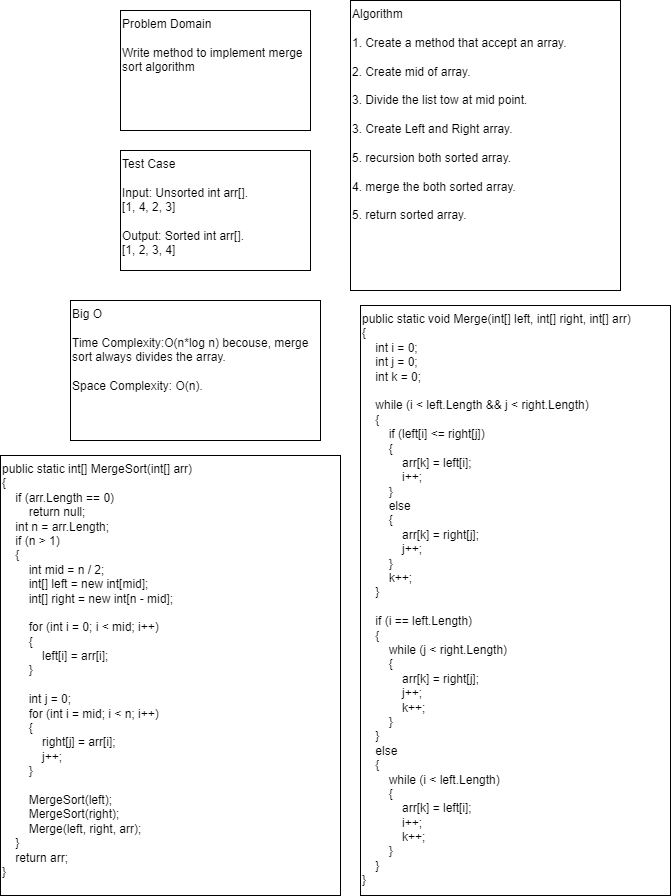 Problem Domain
Write method to implement merge
sort algorithm
Algorithm
1. Create a method that accept an array.
2. Create mid of array.
3. Divide the list tow at mid point.
3. Create Left and Right array.
5. recursion both sorted array.
4. merge the both sorted array.
5. return sorted array.
Test Case
Input: Unsorted int arr[].
[1, 4, 2, 3]
Output: Sorted int arr[].
[1, 2, 3, 4]
Big O
Time Complexity:O(n*log n) becouse, merge
sort always divides the array.
Space Complexity: O(n).
public static int[] MergeSort(int[] arr)
{
if (arr.Length == 0)
return null;
int n = arr.Length;
if (n > 1)
{
int mid = n / 2;
int[] left = new int[mid];
int[] right = new int[n - mid];
for (int i = 0; i < mid; i++)
{
left[i] = arr[i];
}
int j = 0;
for (int i = mid; i < n; i++)
{
right[j] = arr[i];
j++;
}
MergeSort(left);
MergeSort(right);
Merge(left, right, arr);
}
return arr;
}
public static void Merge(int[] left, int[] right, int[] arr)
{
int i = 0;
int j = 0;
int k = 0;
while (i < left.Length && j < right.Length)
{
if (left[i] <= right[j])
{
arr[k] = left[i];
i++;
}
else
{
arr[k] = right[j];
j++;
}
k++;
}
if (i == left.Length)
{
while (j < right.Length)
{
arr[k] = right[j];
j++;
k++;
}
}
else
{
while (i < left.Length)
{
arr[k] = left[i];
i++;
k++;
}
}
}